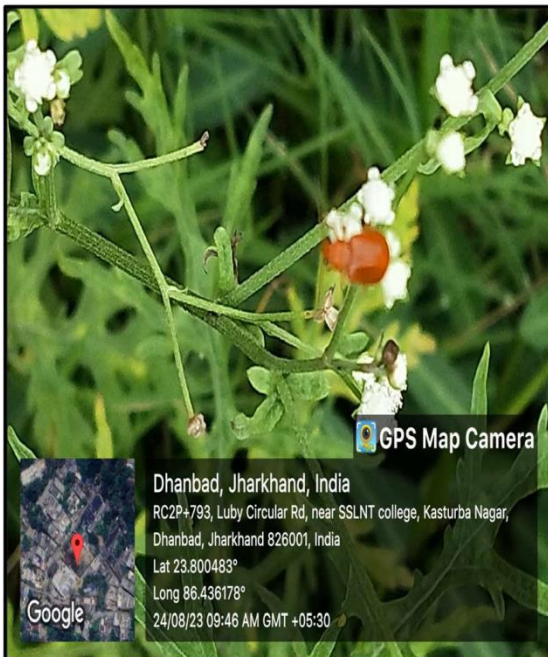 GPS Map Camera
Dhanbad, Jharkhand, India
RC2P+793, Luby Circular Rd, near SSLNT college, Kasturba Nagar,
Dhanbad, Jharkhand 826001, India
Lat 23.800483°
Long 86.436178°
24/08/23 09:46 AM GMT +05:30
Google